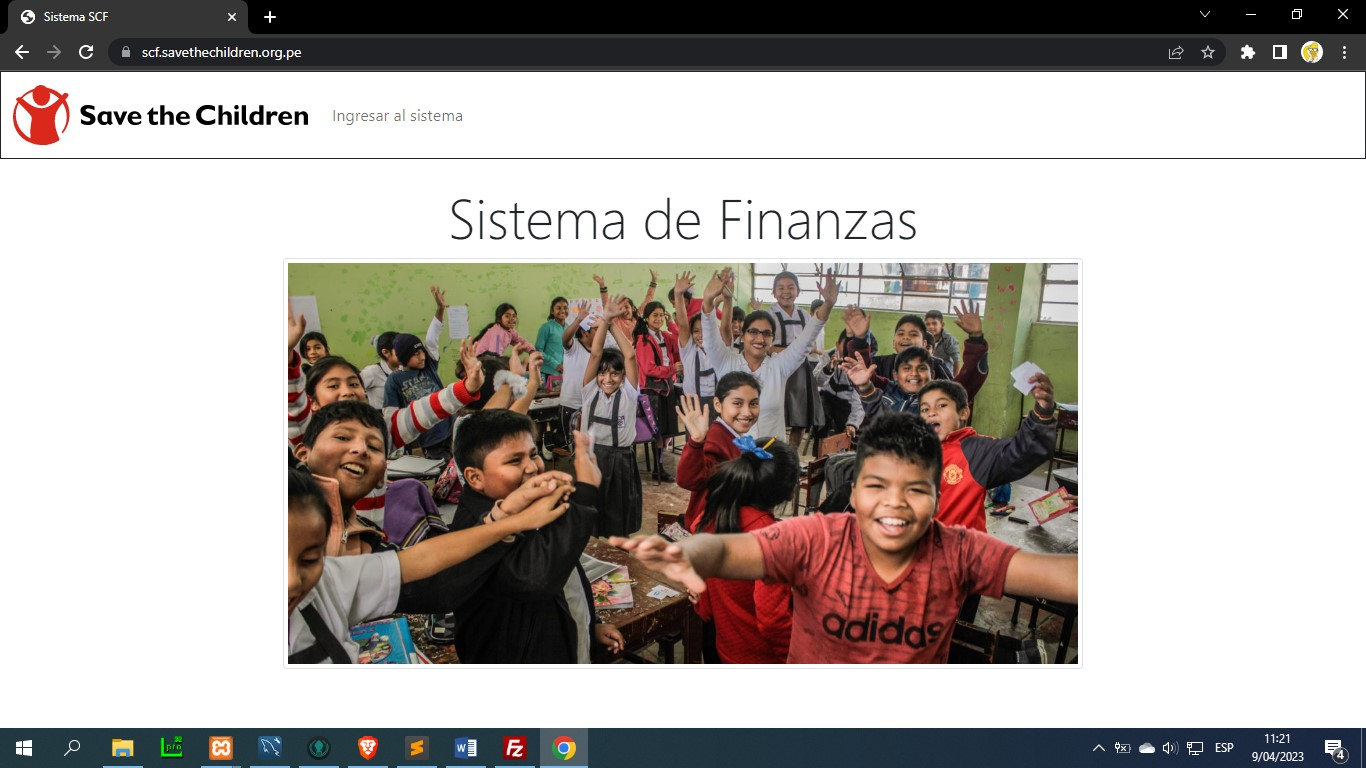 Sistema SCF
scf.savethechildren.org.pe
Save the Children
Ingresar al sistema
Sistema de Finanzas
adidas
ESP
11:21
9/04/2023
4